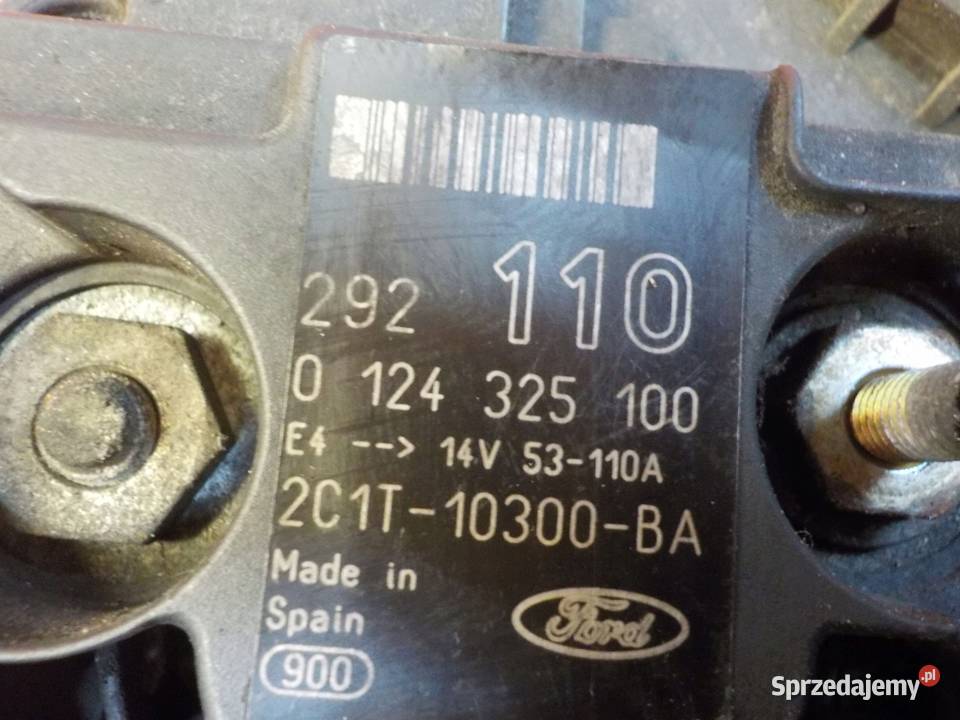 292 110
0 124 325 100
E4 --> 14V 53-110A
2C1T-10300-BA
Made in
Spain
Ford
900
Sprzedajemy.pl